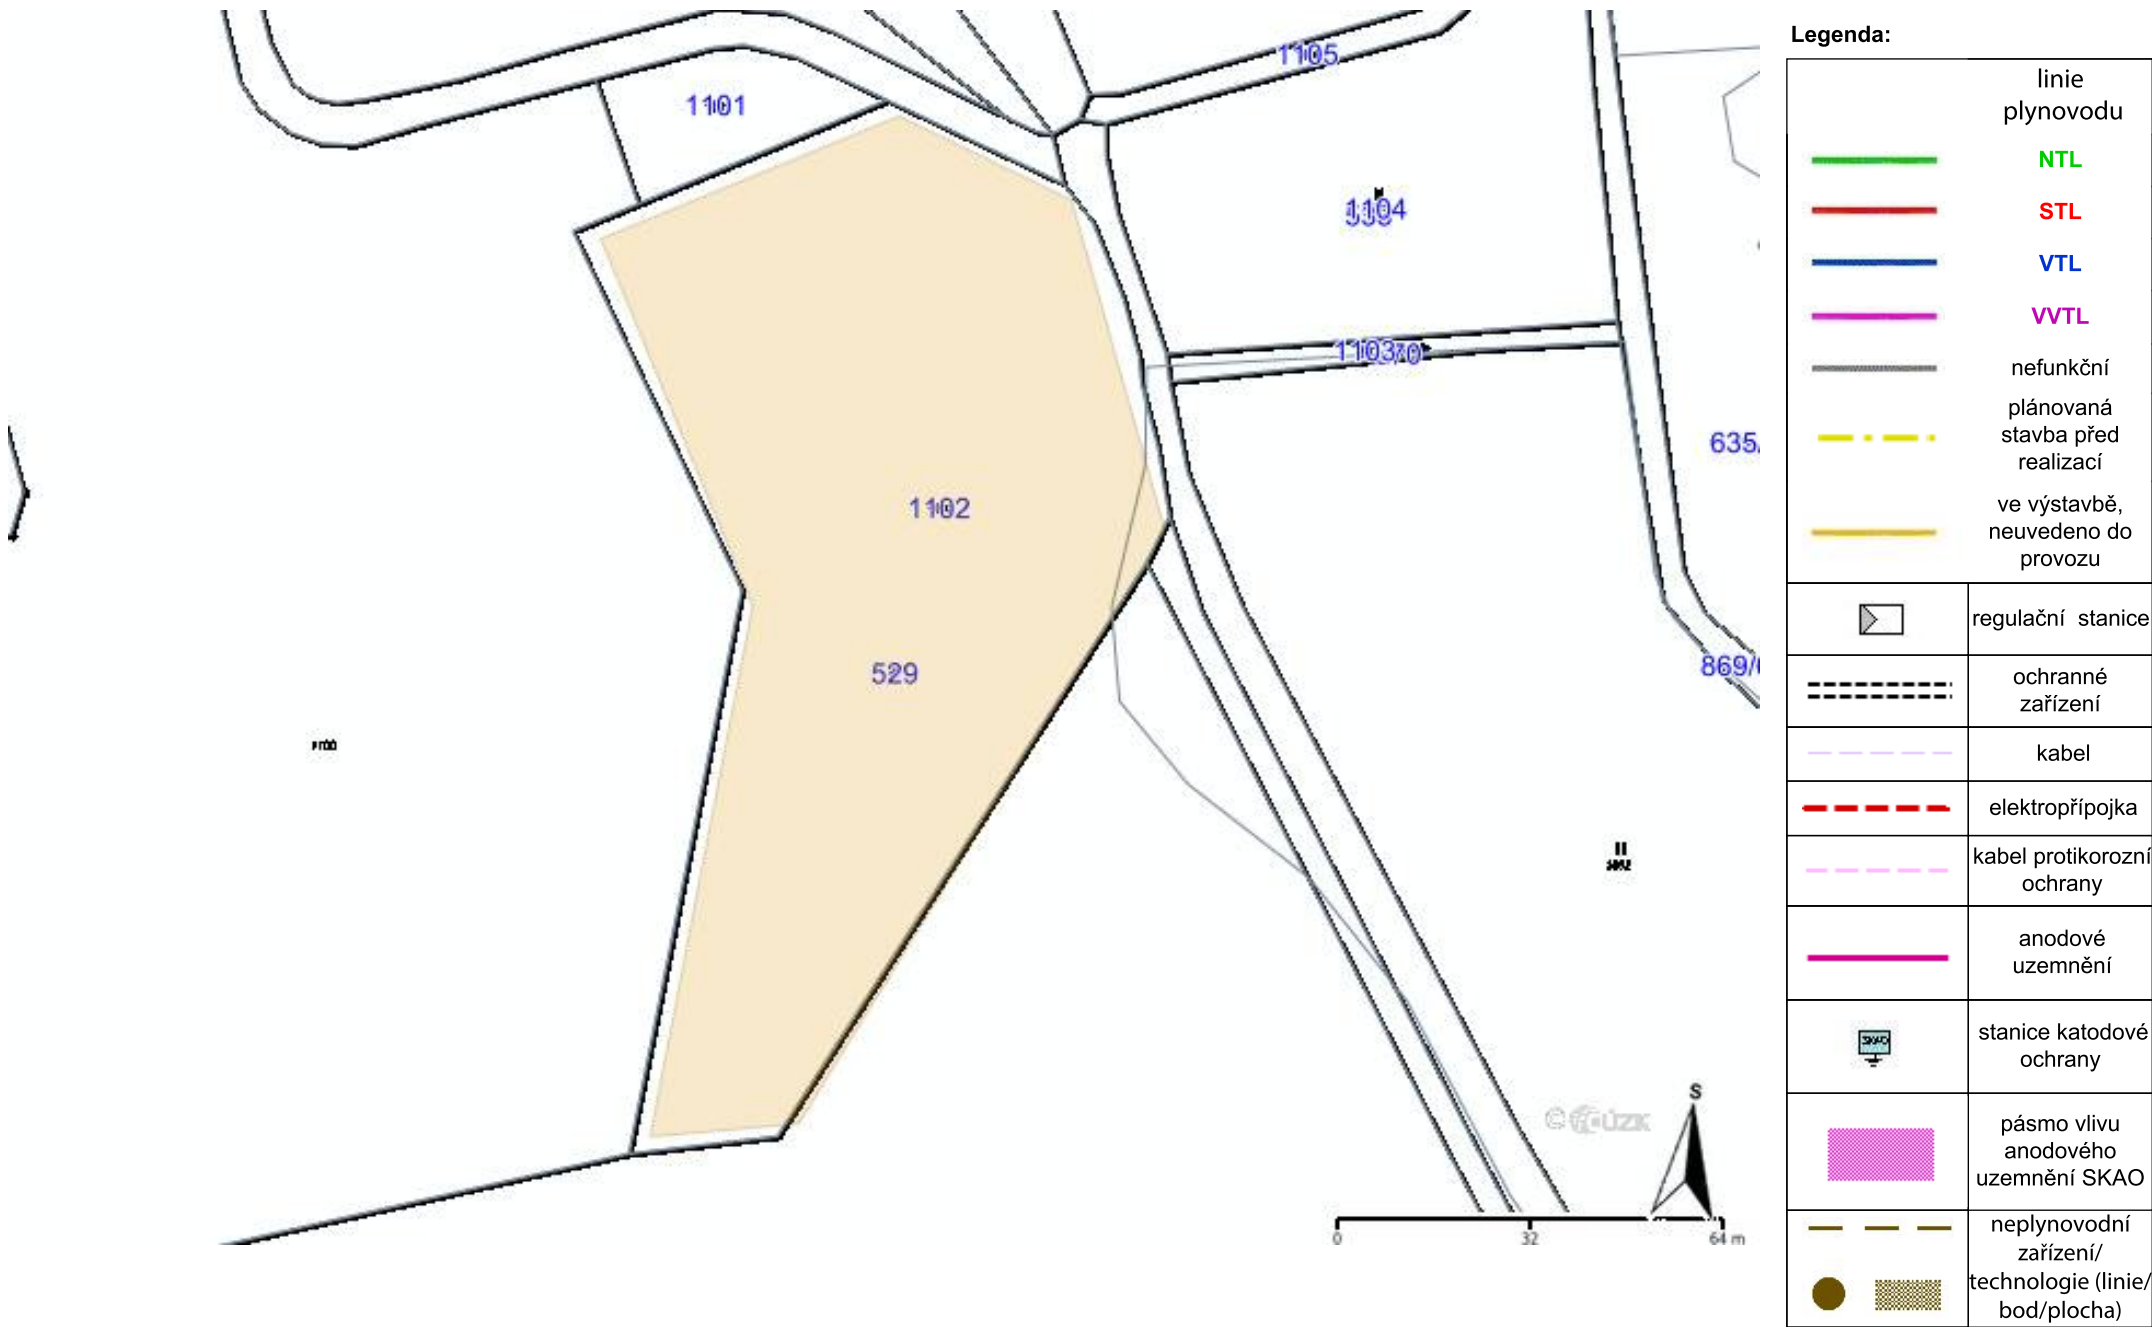 1105
1101
1104
1103
1102
529
635
869/
© ČÚZK
S
0 32 64 m
Legenda:
linie
plynovodu
NTL
STL
VTL
VVTL
nefunkční
plánovaná
stavba před
realizací
ve výstavbě,
neuvedeno do
provozu
regulační stanice
ochranné
zařízení
kabel
elektropřípojka
kabel protikorozní
ochrany
anodové
uzemnění
SKAO
stanice katodové
ochrany
pásmo vlivu
anodového
uzemnění SKAO
neplynovodní
zařízení/
technologie (linie/
bod/plocha)